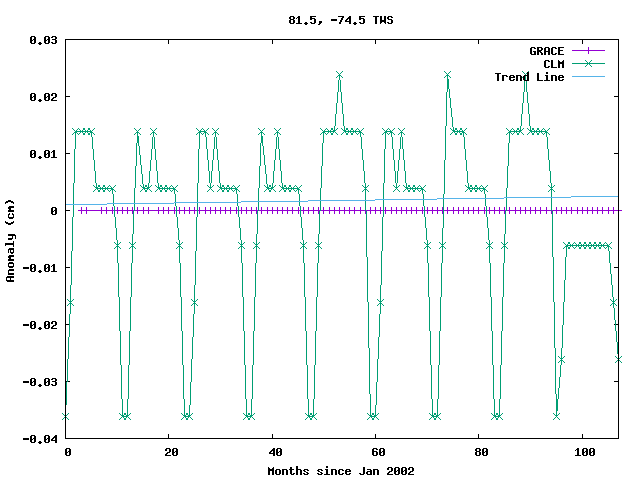 81.5, -74.5 TWS
GRACE
CLM
Trend Line
0.03
0.02
0.01
0
-0.01
-0.02
-0.03
-0.04
Anomaly (cm)
0 20 40 60 80 100
Months since Jan 2002